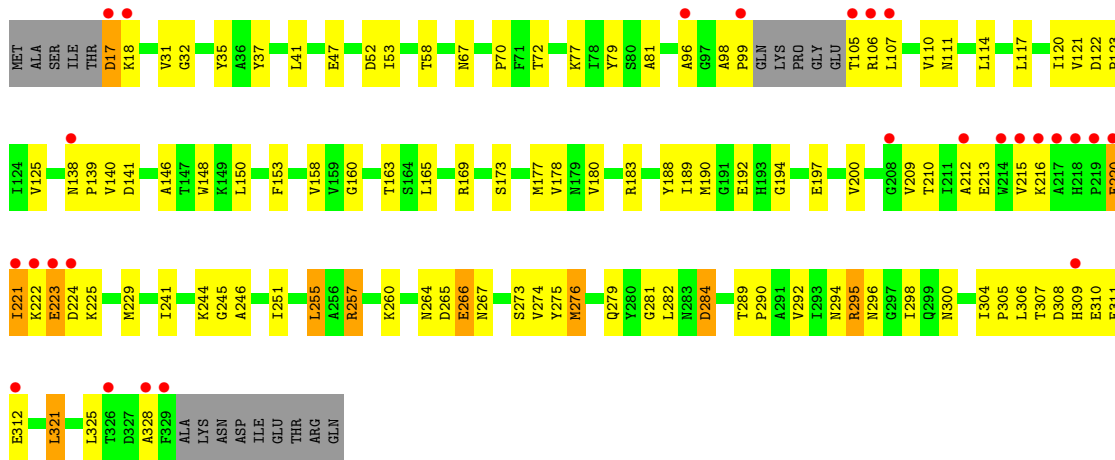 MET ALA SER ILE THR D17 K18 V31 G32 Y35 A36 Y37 L41 E47 D52 I53 T58 N67 P70 F71 T72 K77 I78 Y79 S80 A81 A96 G97 A98 P99 GLN LYS PRO GLY GLU T105 R106 L107 V110 N111 L114 L117 I120 V121 D122
I124 V125 N138 P139 V140 D141 A146 T147 W148 K149 L150 F153 V158 V159 G160 T163 S164 L165 R169 S173 M177 V178 N179 V180 R183 Y188 I189 M190 G191 E192 H193 G194 E197 V200 A208 V209 T210 I211 A212 E213 W214 V215 K216 A217 H218 P219
I221 K222 E223 D224 K225 M229 I241 K244 G245 A246 I251 L255 A256 R257 K260 N264 D265 E266 N267 S273 V274 Y275 M276 Q279 Y280 G281 L282 N283 D284 T289 P290 A291 V292 I293 N294 R295 N296 G297 I298 Q299 N300 I304 P305 L306 T307 D308 H309 E310
E312 L321 L325 T326 D327 A328 F329 ALA LYS ASN ASP ILE GLU THR ARG GLN